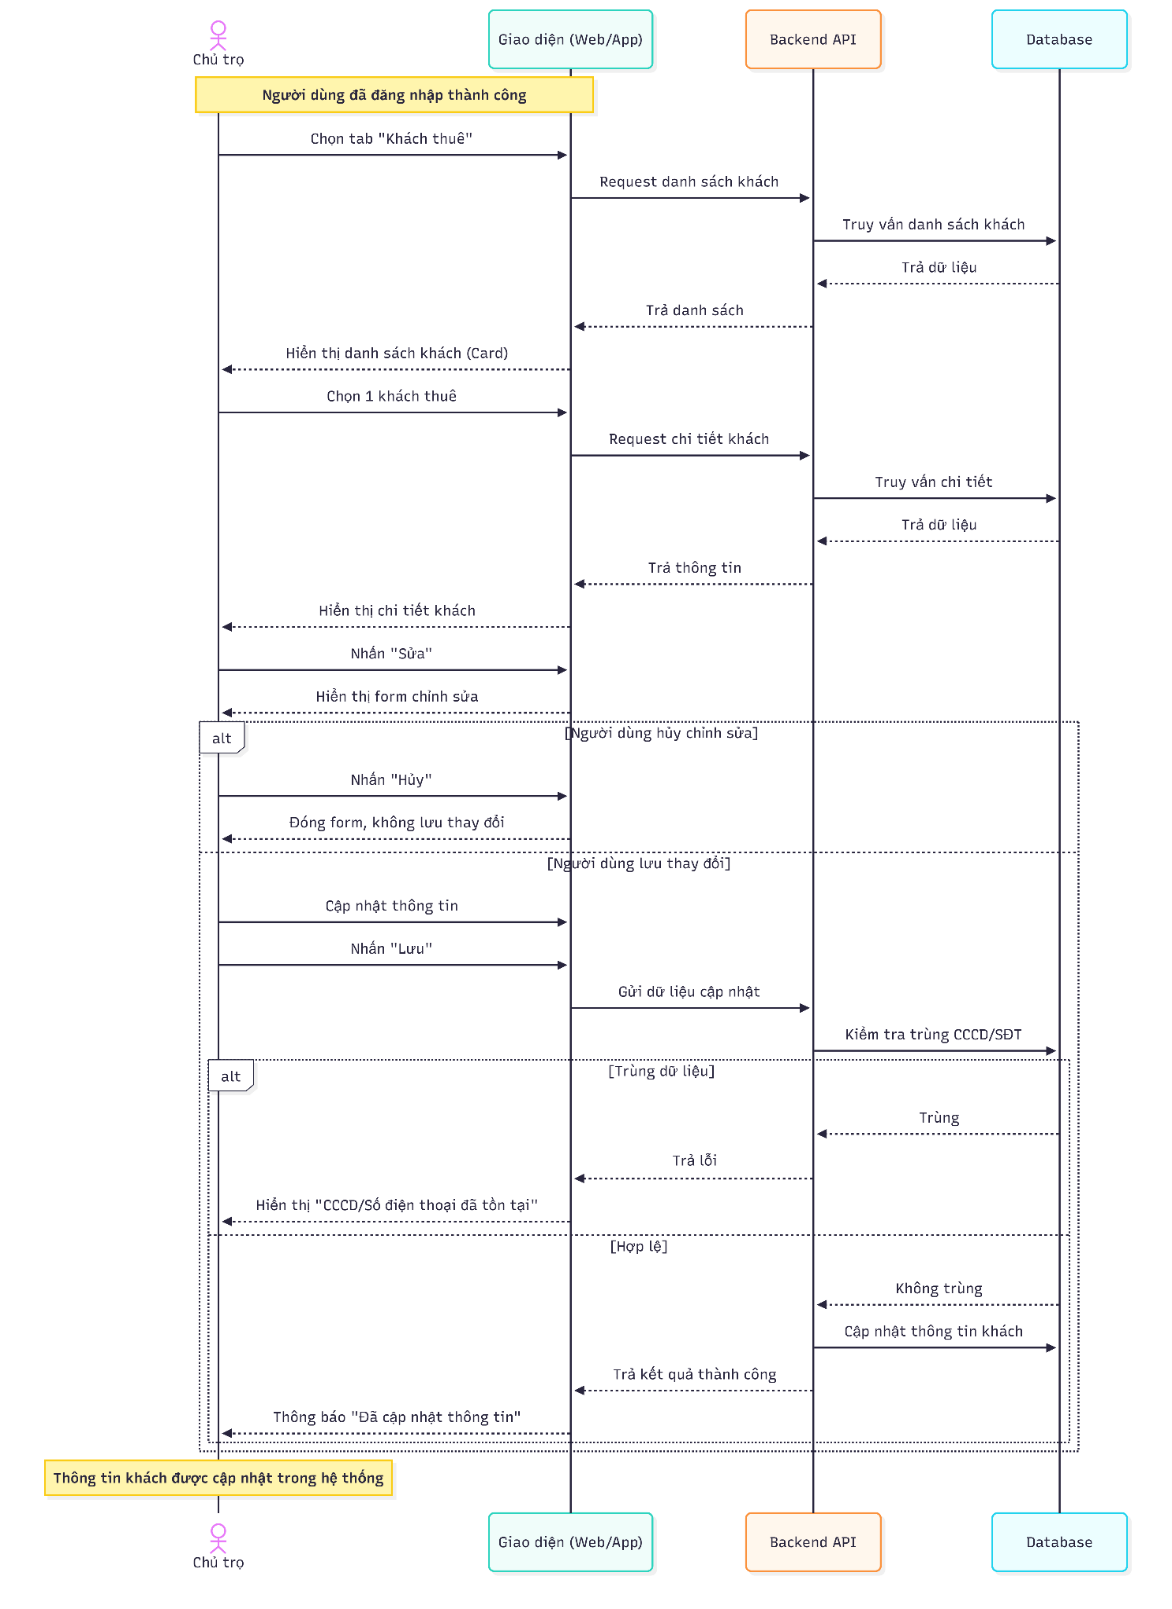 Chủ trọ
Giao diện (Web/App)
Backend API
Database
Người dùng đã đăng nhập thành công
Chọn tab "Khách thuê"
Request danh sách khách
Truy vấn danh sách khách
Trả dữ liệu
Trả danh sách
Hiển thị danh sách khách (Card)
Chọn 1 khách thuê
Request chi tiết khách
Truy vấn chi tiết
Trả dữ liệu
Trả thông tin
Hiển thị chi tiết khách
Nhấn "Sửa"
Hiển thị form chỉnh sửa
alt
[Người dùng hủy chỉnh sửa]
Nhấn "Hủy"
Đóng form, không lưu thay đổi
[Người dùng lưu thay đổi]
Cập nhật thông tin
Nhấn "Lưu"
Gửi dữ liệu cập nhật
Kiểm tra trùng CCCD/SĐT
alt
[Trùng dữ liệu]
Trùng
Trả lỗi
Hiển thị "CCCD/Số điện thoại đã tồn tại"
[Hợp lệ]
Không trùng
Cập nhật thông tin khách
Trả kết quả thành công
Thông báo "Đã cập nhật thông tin"
Thông tin khách được cập nhật trong hệ thống
Chủ trọ
Giao diện (Web/App)
Backend API
Database